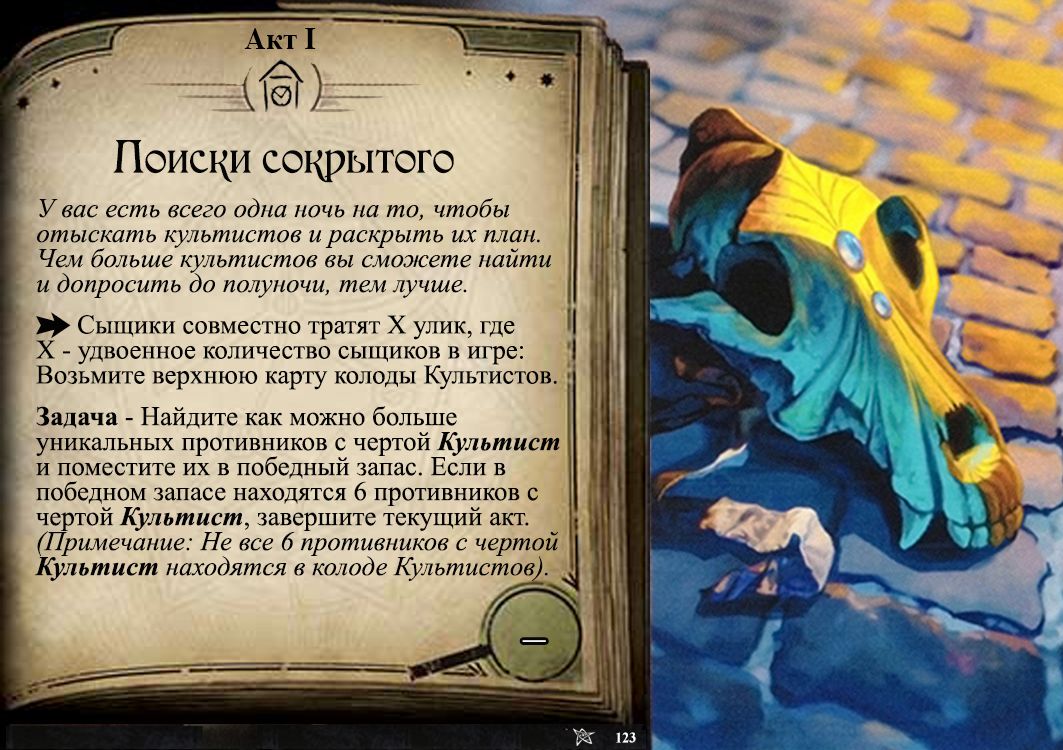 Акт I
Поиски сокрытого
У вас есть всего одна ночь на то, чтобы
отыскать культистов и раскрыть их план.
Чем больше культистов вы сможете найти
и допросить до полуночи, тем лучше.
Сыщики совместно тратят X улик, где
X - удвоенное количество сыщиков в игре:
Возьмите верхнюю карту колоды Культистов.
Задача - Найдите как можно больше
уникальных противников с чертой Культист
и поместите их в победный запас. Если в
победном запасе находятся 6 противников с
чертой Культист, завершите текущий акт.
(Примечание: Не все 6 противников с чертой
Культист находятся в колоде Культистов).
–
123